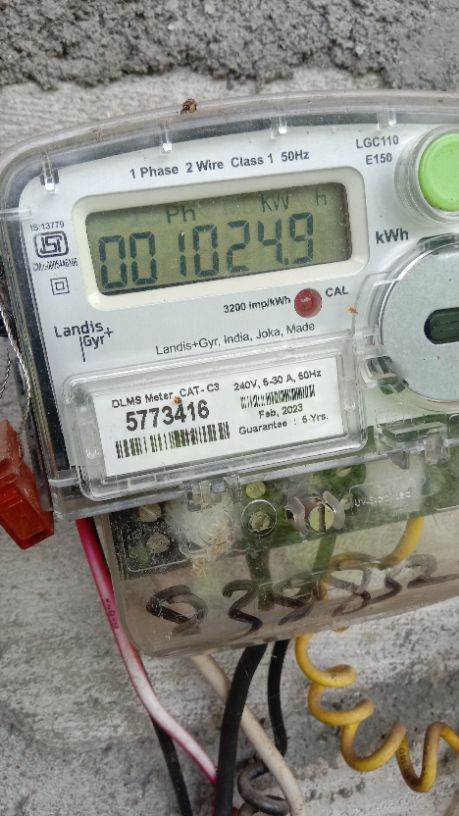 1 Phase 2 Wire Class 1 50Hz
LGC110
E150
IS:13779
Ph kW h
001024.9
kWh
3200 imp/kWh CAL
Landis
Gyr+
Landis+Gyr, India, Joka, Made
DLMS Meter CAT-C3 240V, 5-30 A, 50Hz
5773416
Feb, 2023
Guarantee : 5-Yrs.